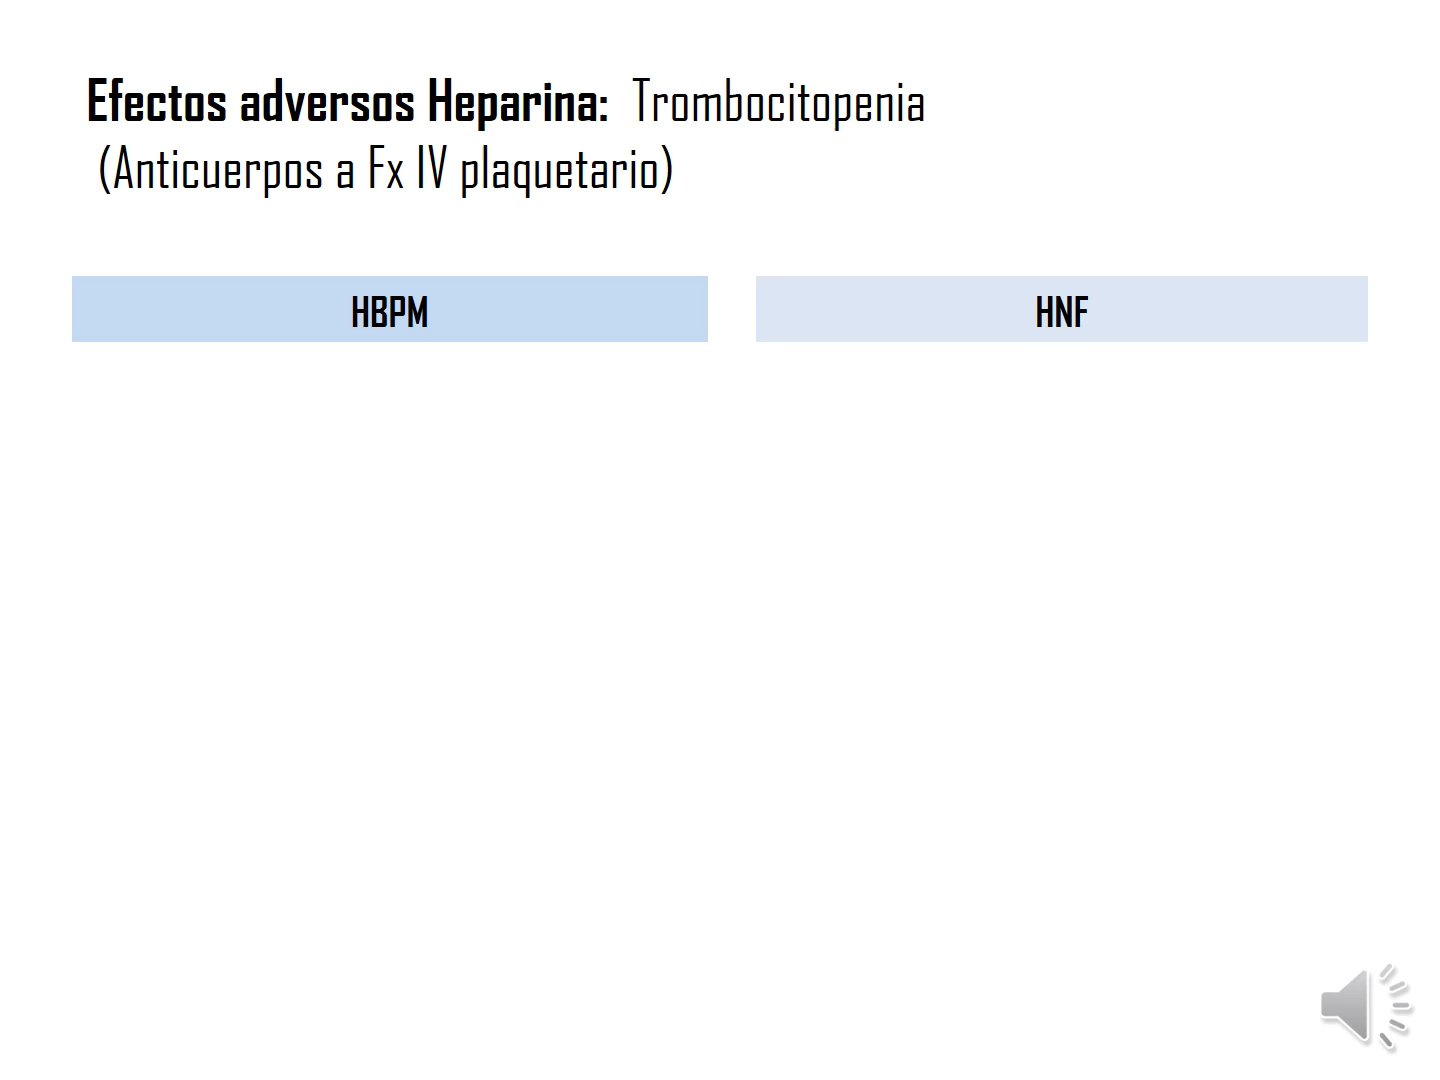 Efectos adversos Heparina: Trombocitopenia
(Anticuerpos a Fx IV plaquetario)
HBPM
HNF